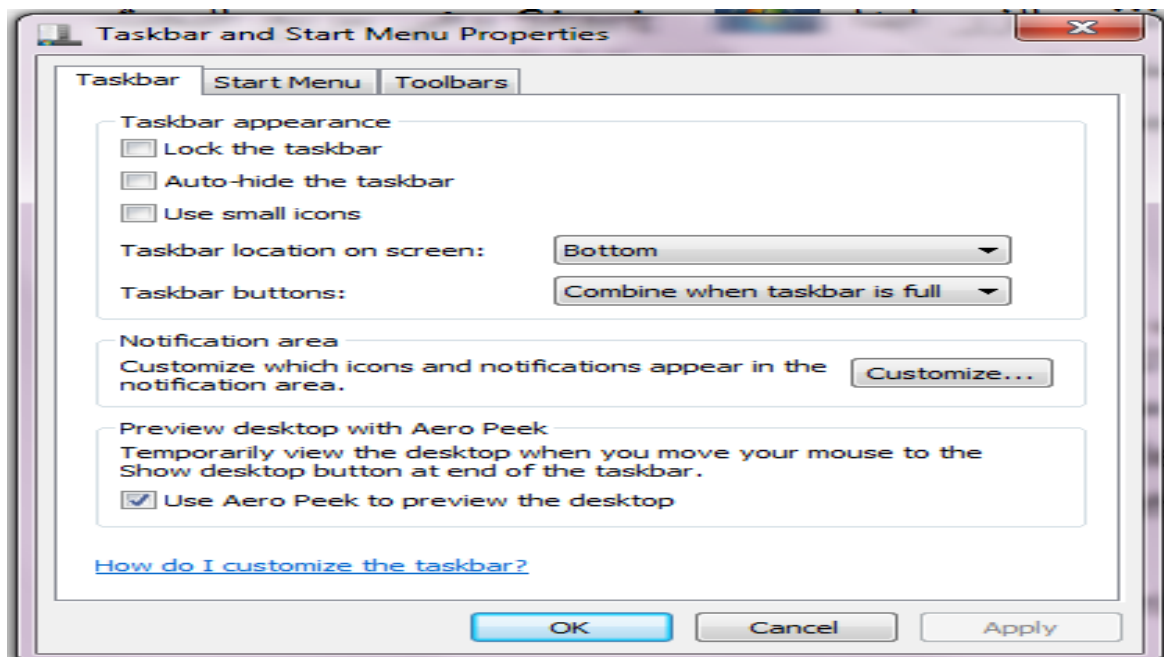 Taskbar and Start Menu Properties
Taskbar
Start Menu
Toolbars
Taskbar appearance
Lock the taskbar
Auto-hide the taskbar
Use small icons
Taskbar location on screen: Bottom
Taskbar buttons: Combine when taskbar is full
Notification area
Customize which icons and notifications appear in the
notification area.
Customize...
Preview desktop with Aero Peek
Temporarily view the desktop when you move your mouse to the
Show desktop button at end of the taskbar.
Use Aero Peek to preview the desktop
How do I customize the taskbar?
OK
Cancel
Apply